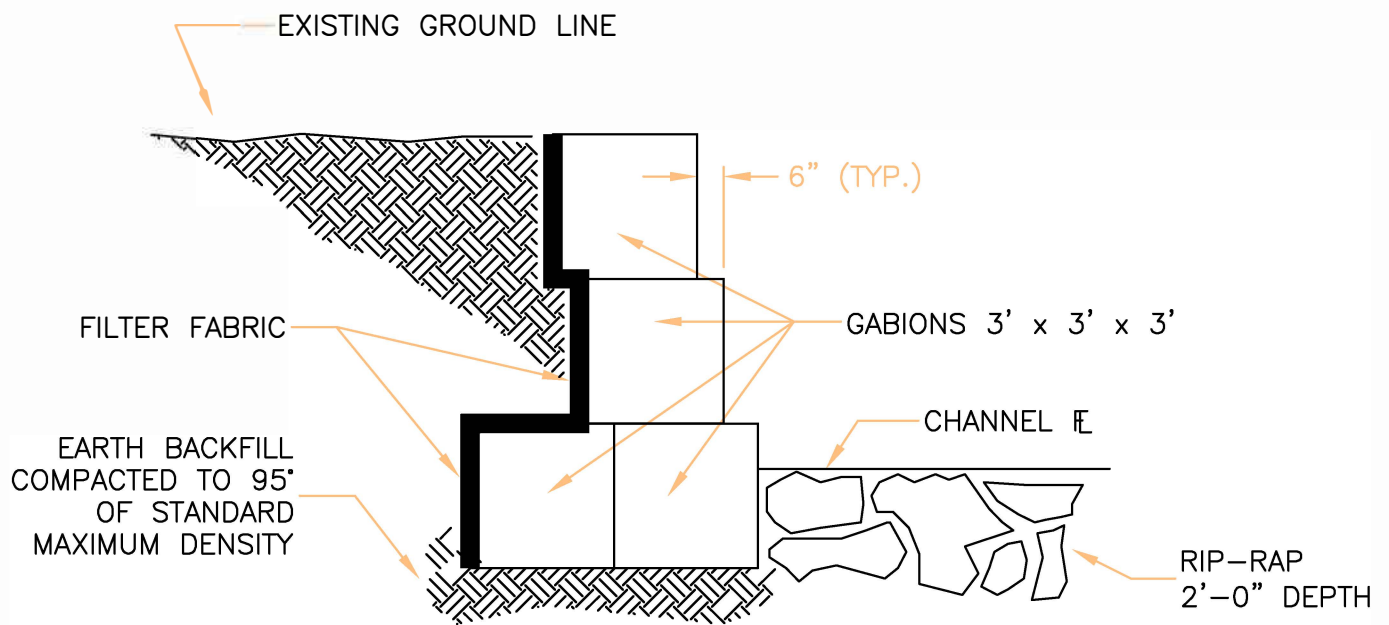 EXISTING GROUND LINE
6" (TYP.)
FILTER FABRIC
GABIONS 3' x 3' x 3'
CHANNEL FL
EARTH BACKFILL
COMPACTED TO 95°
OF STANDARD
MAXIMUM DENSITY
RIP-RAP
2'-0" DEPTH